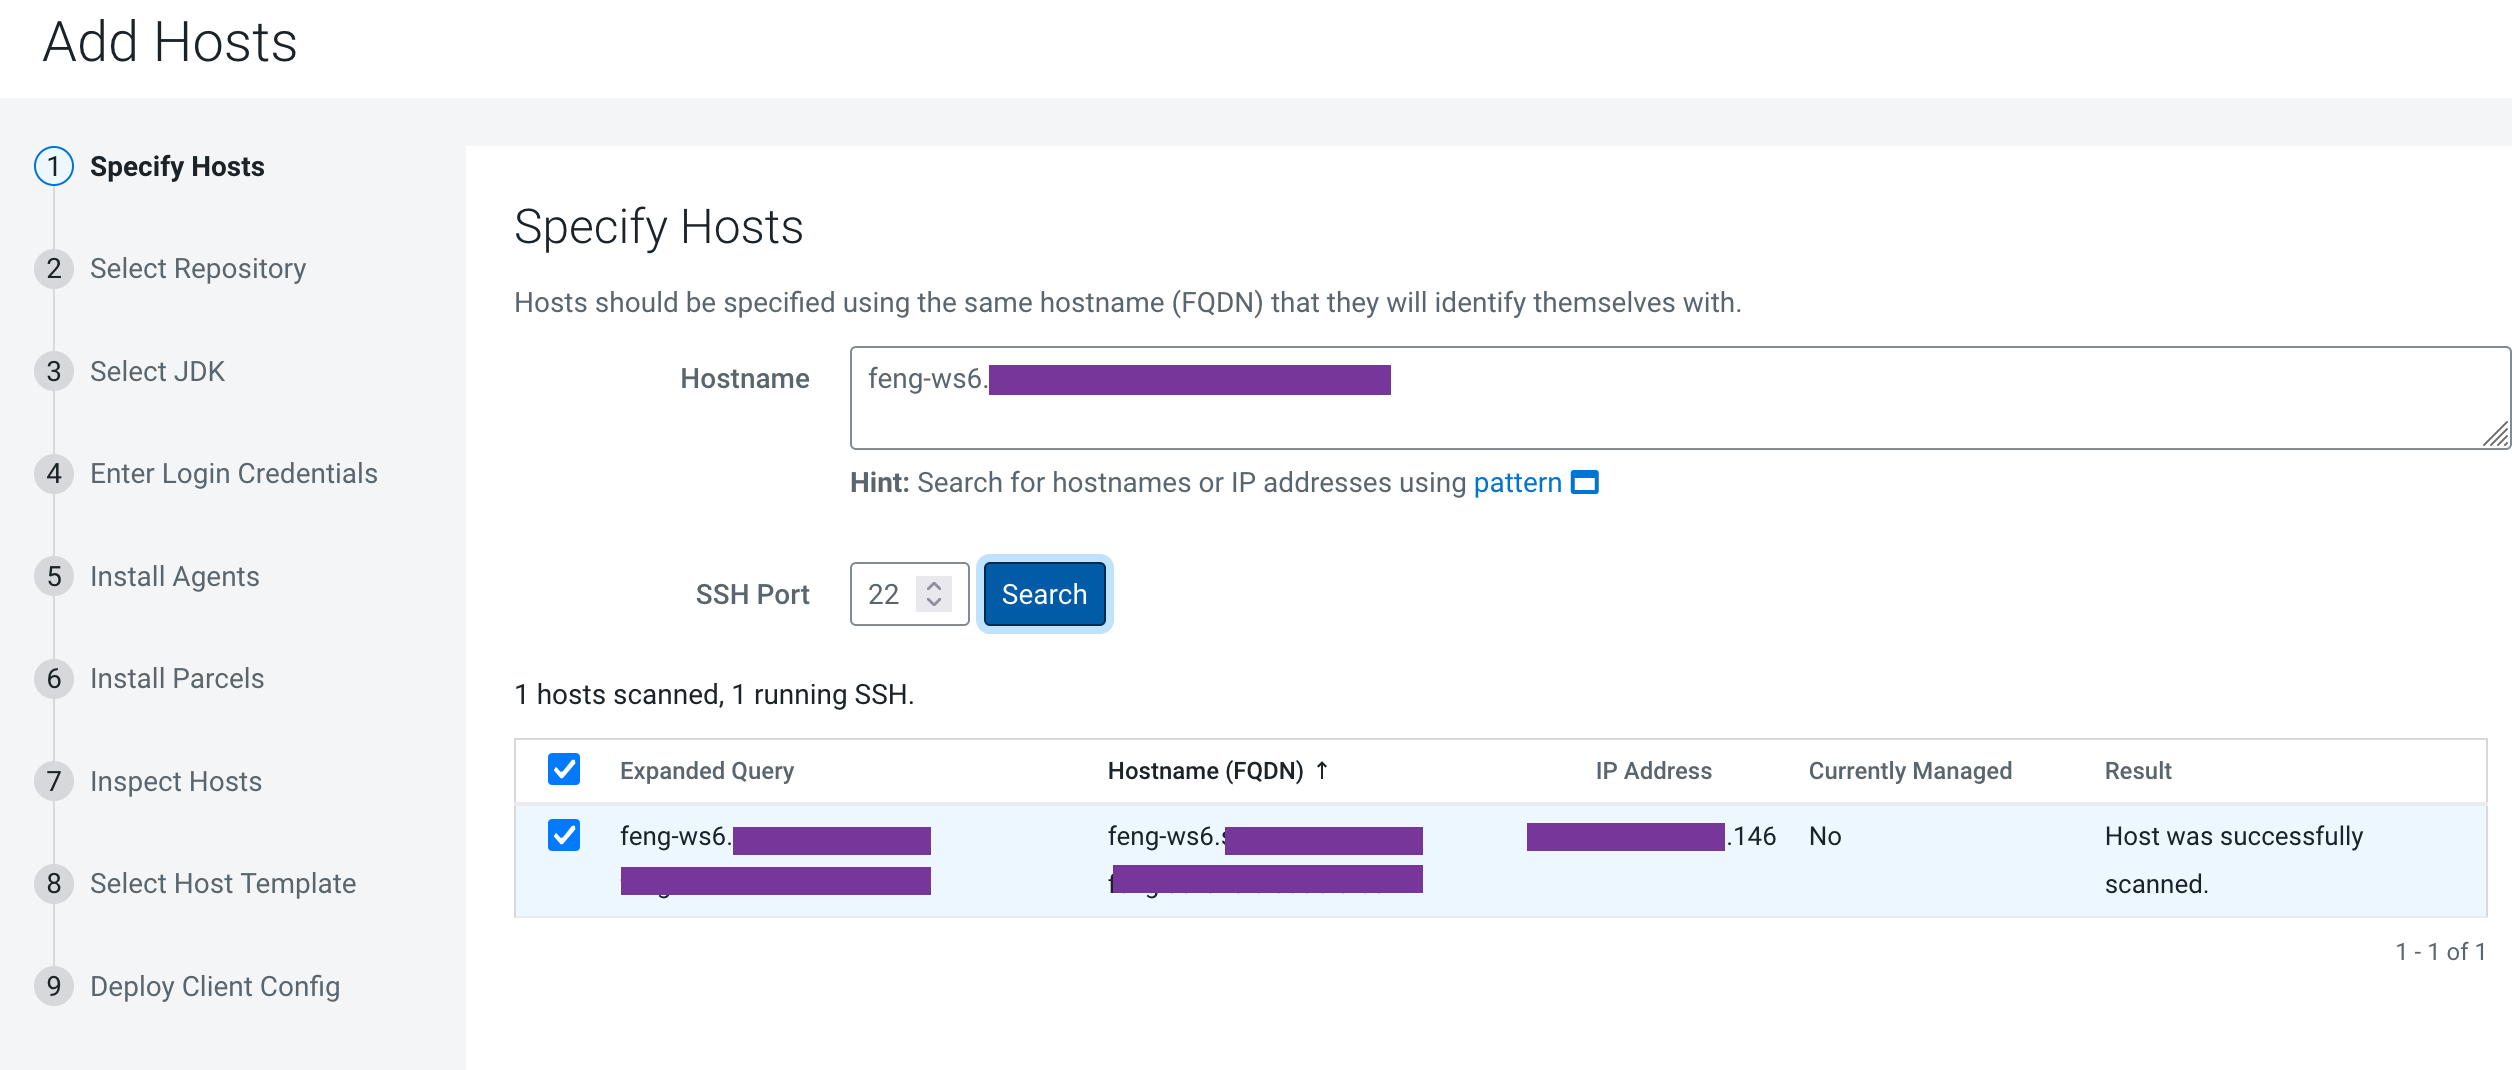 Add Hosts
1 Specify Hosts
2 Select Repository
3 Select JDK
4 Enter Login Credentials
5 Install Agents
6 Install Parcels
7 Inspect Hosts
8 Select Host Template
9 Deploy Client Config
Specify Hosts
Hosts should be specified using the same hostname (FQDN) that they will identify themselves with.
Hostname
feng-ws6.
Hint: Search for hostnames or IP addresses using pattern
SSH Port 22 Search
1 hosts scanned, 1 running SSH.
Expanded Query Hostname (FQDN) ↑ IP Address Currently Managed Result
feng-ws6. feng-ws6. .146 No Host was successfully
scanned.
1 - 1 of 1